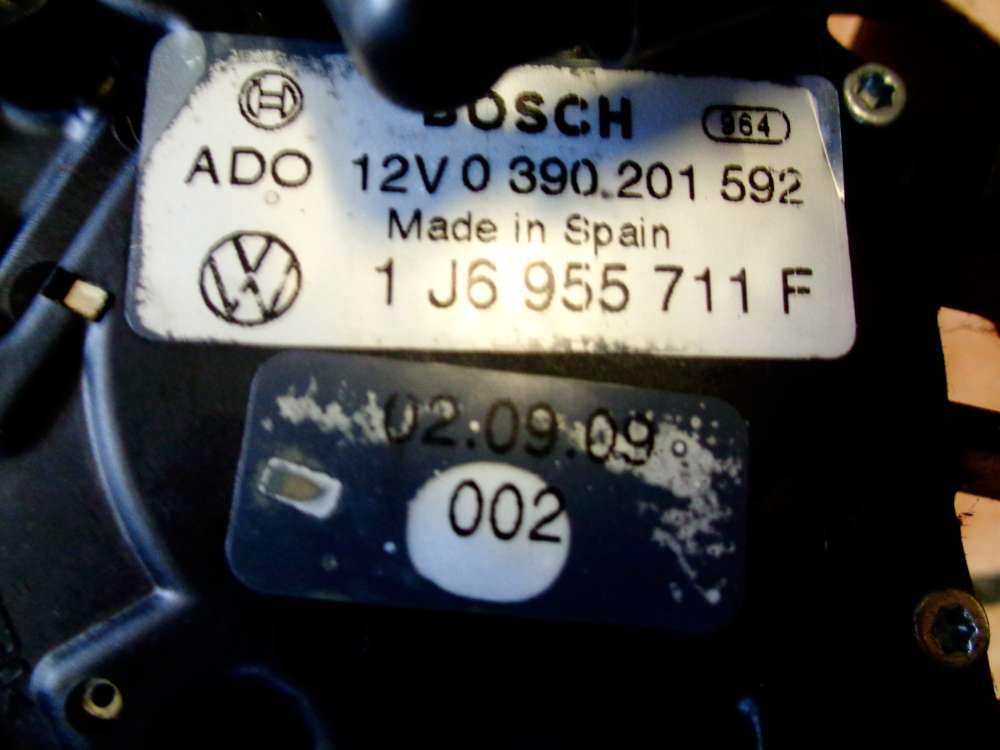 BOSCH 964
ADO 12V 0 390.201 592
Made in Spain
1 J6 955 711 F
02.09.09
002